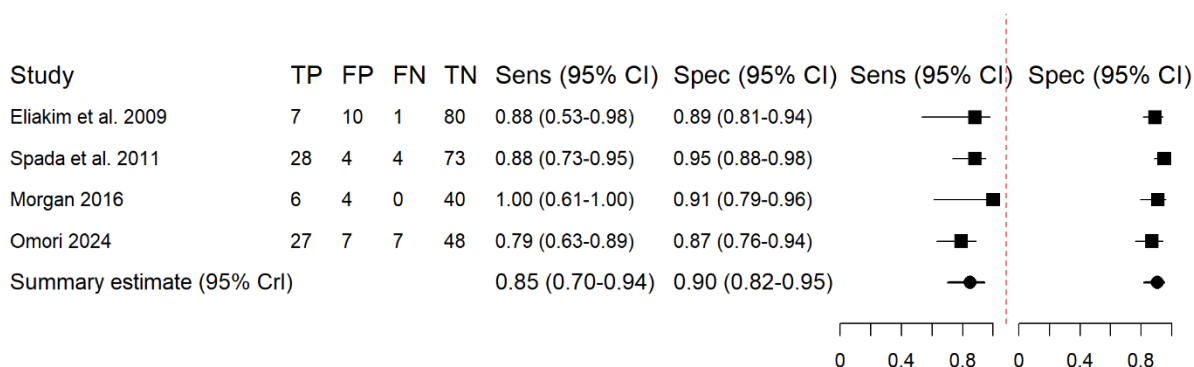 Study TP FP FN TN Sens (95% CI) Spec (95% CI) Sens (95% CI) Spec (95% CI)
Eliakim et al. 2009 7 10 1 80 0.88 (0.53-0.98) 0.89 (0.81-0.94)
Spada et al. 2011 28 4 4 73 0.88 (0.73-0.95) 0.95 (0.88-0.98)
Morgan 2016 6 4 0 40 1.00 (0.61-1.00) 0.91 (0.79-0.96)
Omori 2024 27 7 7 48 0.79 (0.63-0.89) 0.87 (0.76-0.94)
Summary estimate (95% CrI) 0.85 (0.70-0.94) 0.90 (0.82-0.95)
0 0.4 0.8 0 0.4 0.8